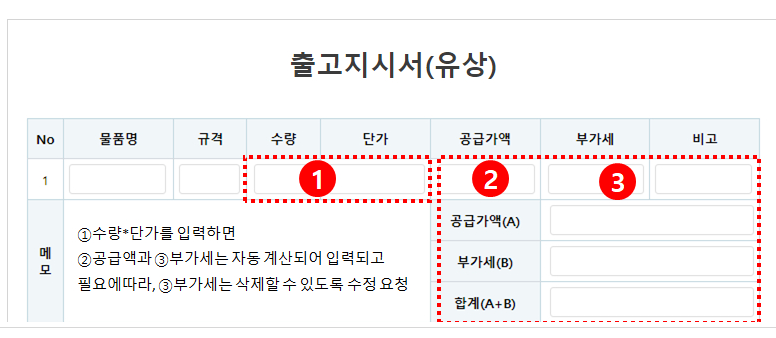 출고지시서(유상)
No 물품명 규격 수량 단가 공급가액 부가세 비고
1 ① ② ③
공급가액(A)
메모
①수량*단가를 입력하면
②공급액과 ③부가세는 자동 계산되어 입력되고
필요에따라, ③부가세는 삭제할 수 있도록 수정 요청
부가세(B)
합계(A+B)